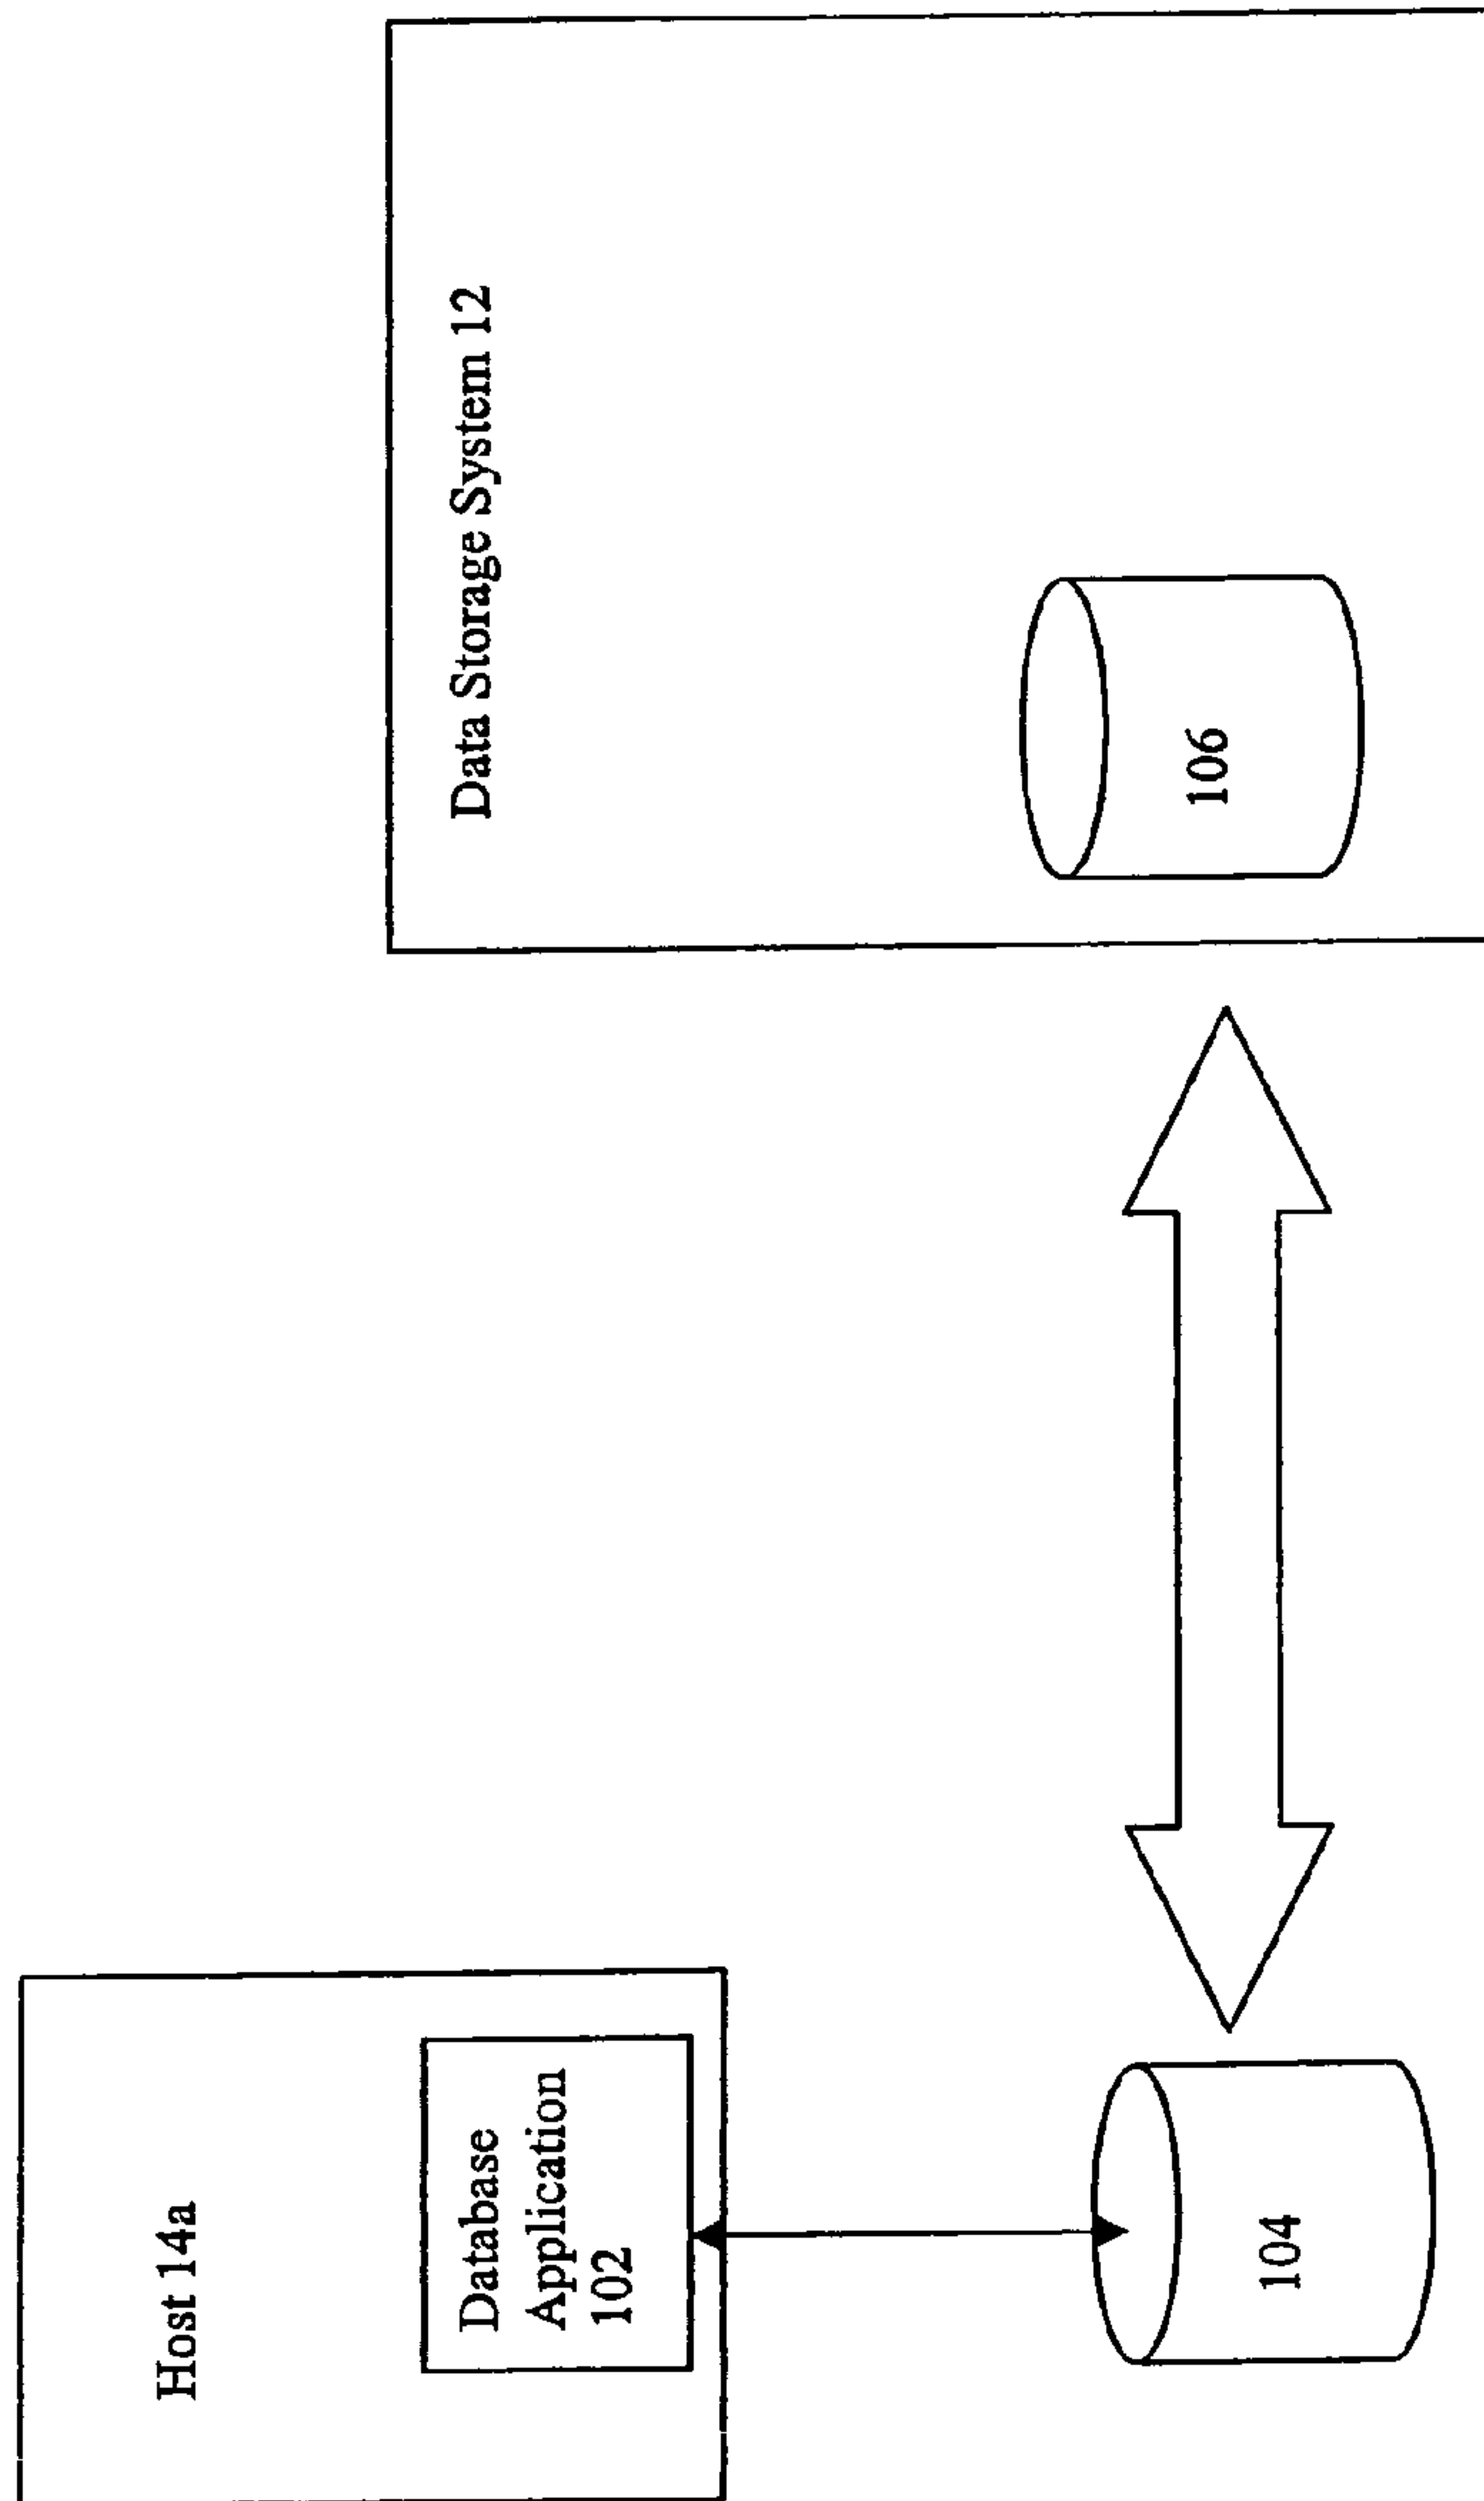 Host 14a
Database
Application
102
104
Data Storage System 12
106